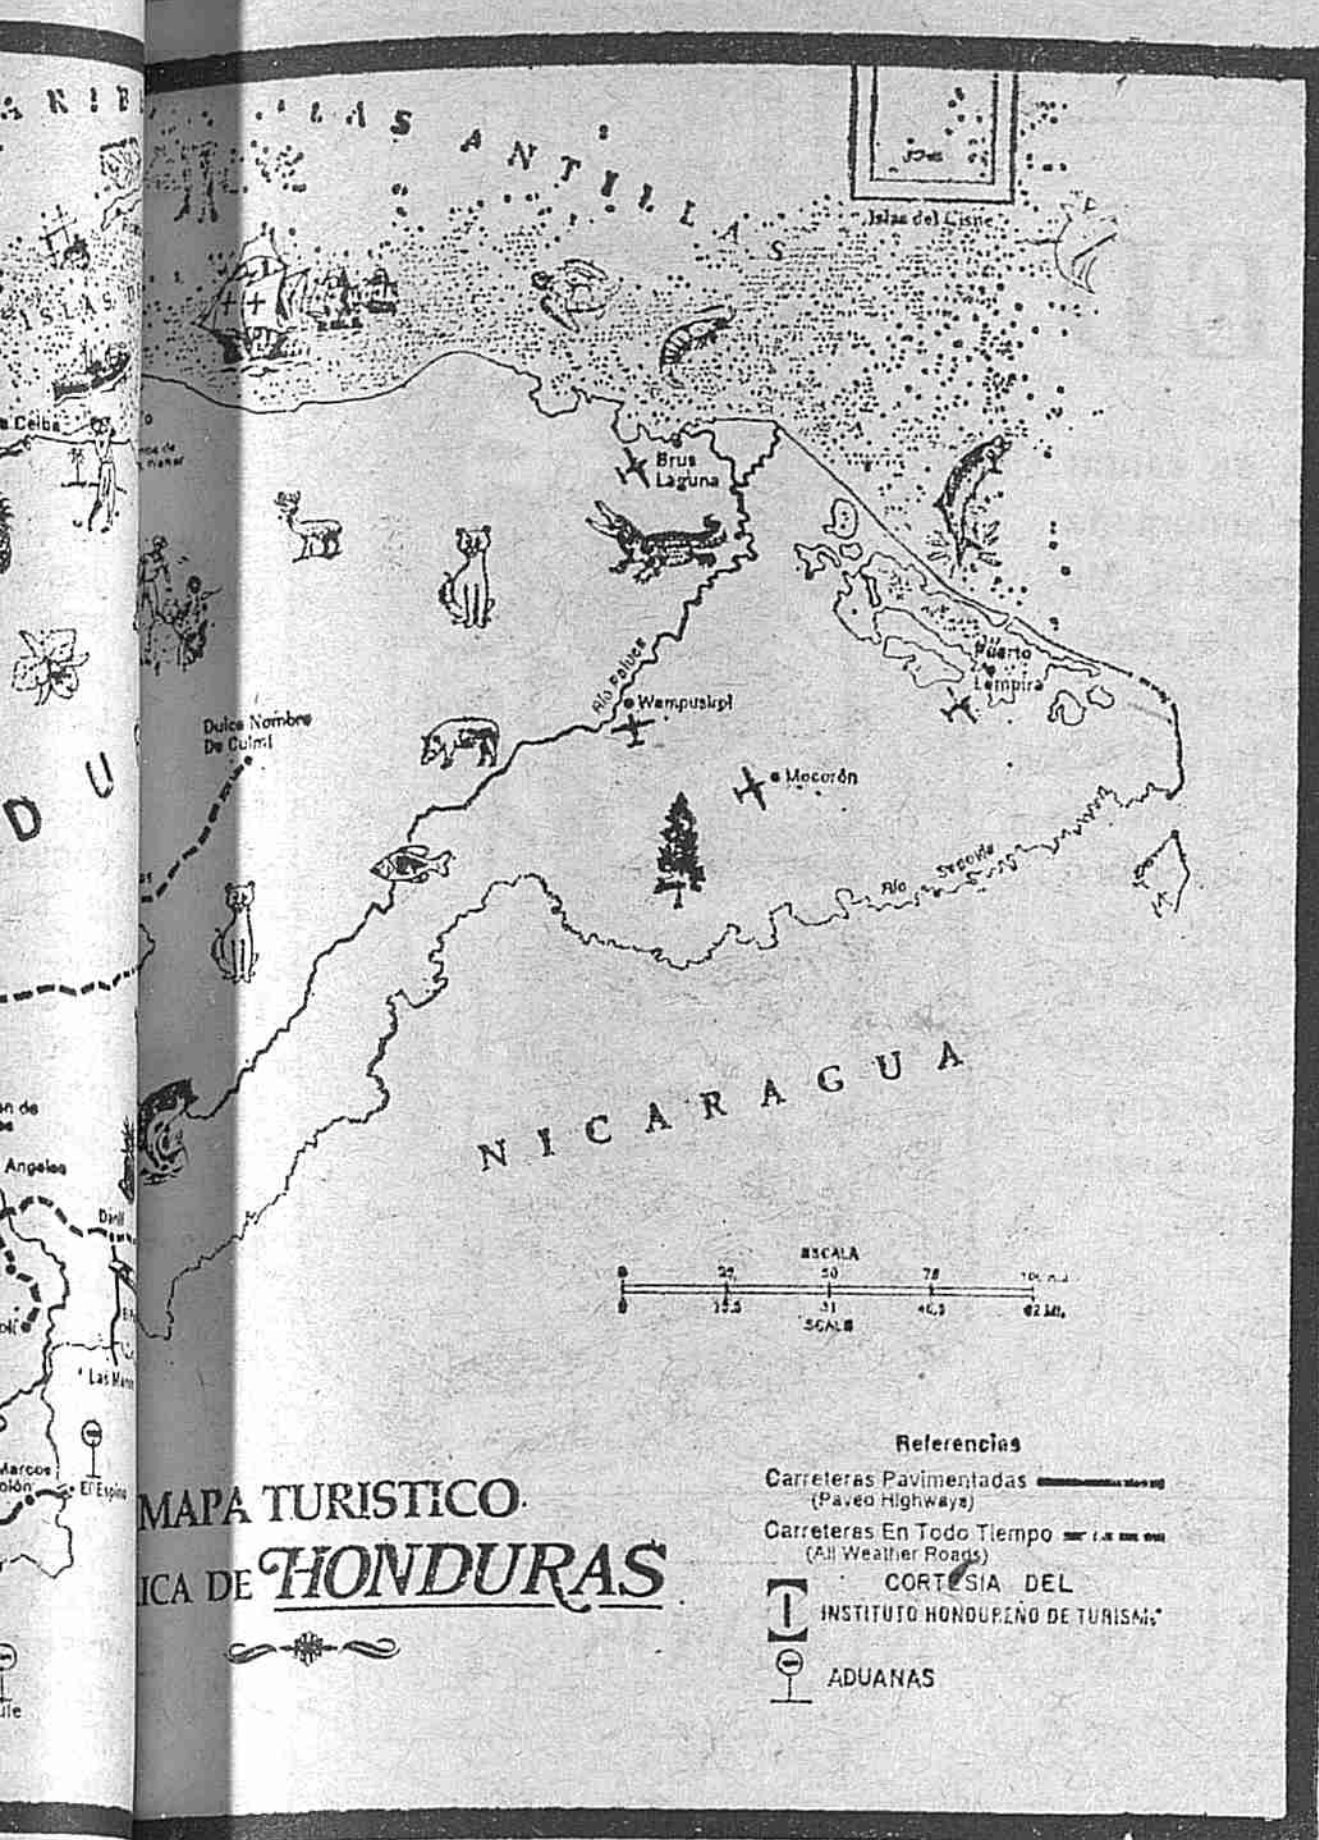 LAS ANTILLAS
Islas del Cisne
ISLAS
Ceiba
Brus
Laguna
Río
Wampusirpi
Puerto
Lempira
Dulce Nombre
De Culmí
Mocorón
D U
Río Segovia
NICARAGUA
Angeles
Danlí
ESCALA
0 25 50 75
0 15.5 31 46.5 62 MI.
SCALE
Las
Marcos
El Espino
Referencias
Carreteras Pavimentadas
(Paved Highways)
Carreteras En Todo Tiempo
(All Weather Roads)
CORTESIA DEL
INSTITUTO HONDUREÑO DE TURISMO
ADUANAS
MAPA TURISTICO
ICA DE HONDURAS